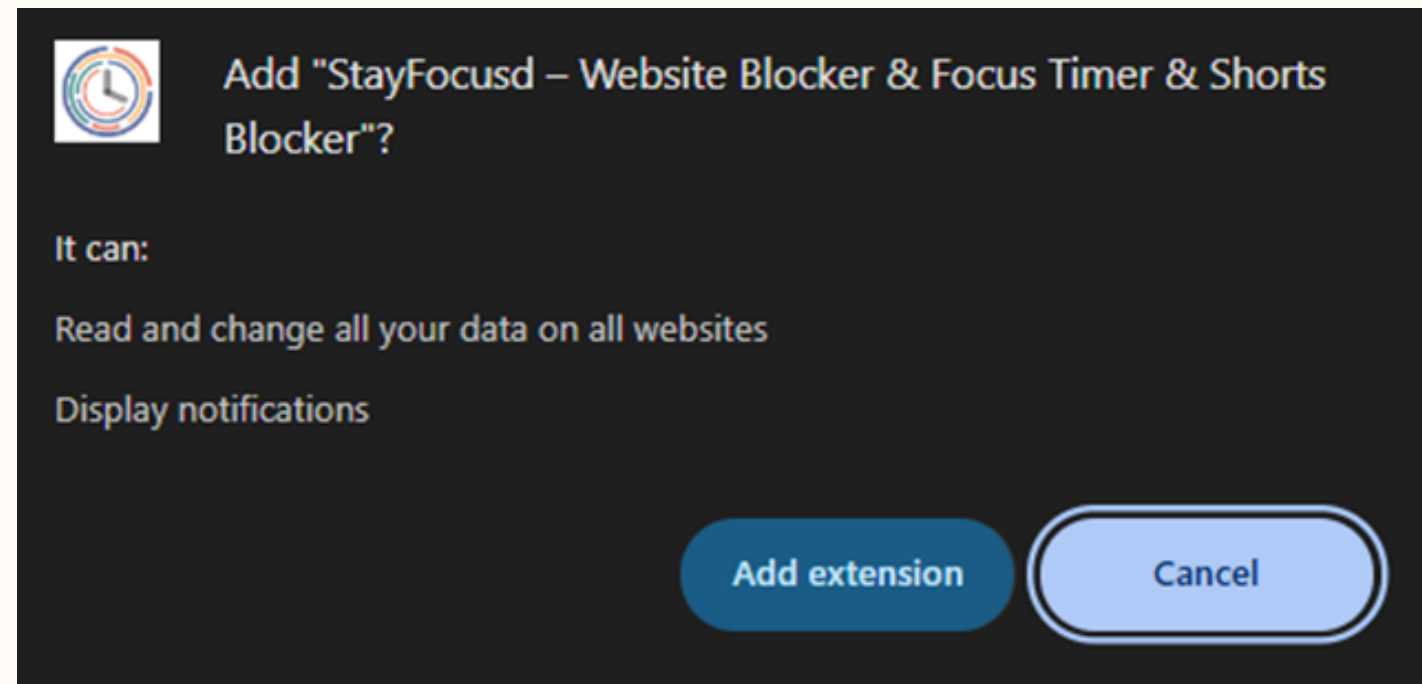 Add "StayFocusd – Website Blocker & Focus Timer & Shorts
Blocker"?
It can:
Read and change all your data on all websites
Display notifications
Add extension
Cancel